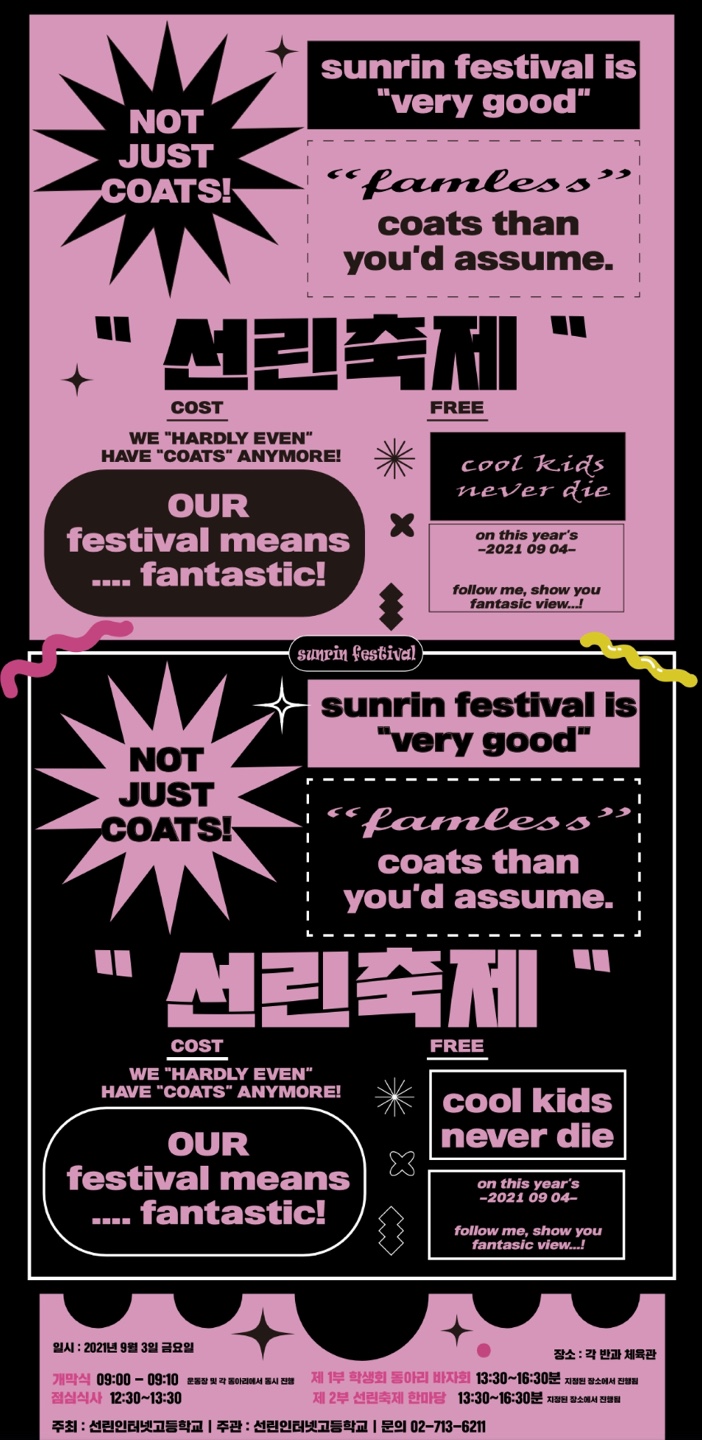 NOT
JUST
COATS!
sunrin festival is
"very good"
“famless”
coats than
you'd assume.
" 선린축제 "
COST
FREE
WE "HARDLY EVEN"
HAVE "COATS" ANYMORE!
OUR
festival means
.... fantastic!
cool kids
never die
on this year's
-2021 09 04-
follow me, show you
fantasic view...!
sunrin festival
NOT
JUST
COATS!
sunrin festival is
"very good"
“famless”
coats than
you'd assume.
" 선린축제 "
COST
FREE
WE "HARDLY EVEN"
HAVE "COATS" ANYMORE!
OUR
festival means
.... fantastic!
cool kids
never die
on this year's
-2021 09 04-
follow me, show you
fantasic view...!
일시 : 2021년 9월 3일 금요일
장소 : 각 반과 체육관
개막식 09:00 - 09:10 운동장 및 각 동아리에서 동시 진행
제 1부 학생회 동아리 바자회 13:30~16:30분 지정된 장소에서 진행됨
점심식사 12:30~13:30
제 2부 선린축제 한마당 13:30~16:30분 지정된 장소에서 진행됨
주최 : 선린인터넷고등학교 | 주관 : 선린인터넷고등학교 | 문의 02-713-6211